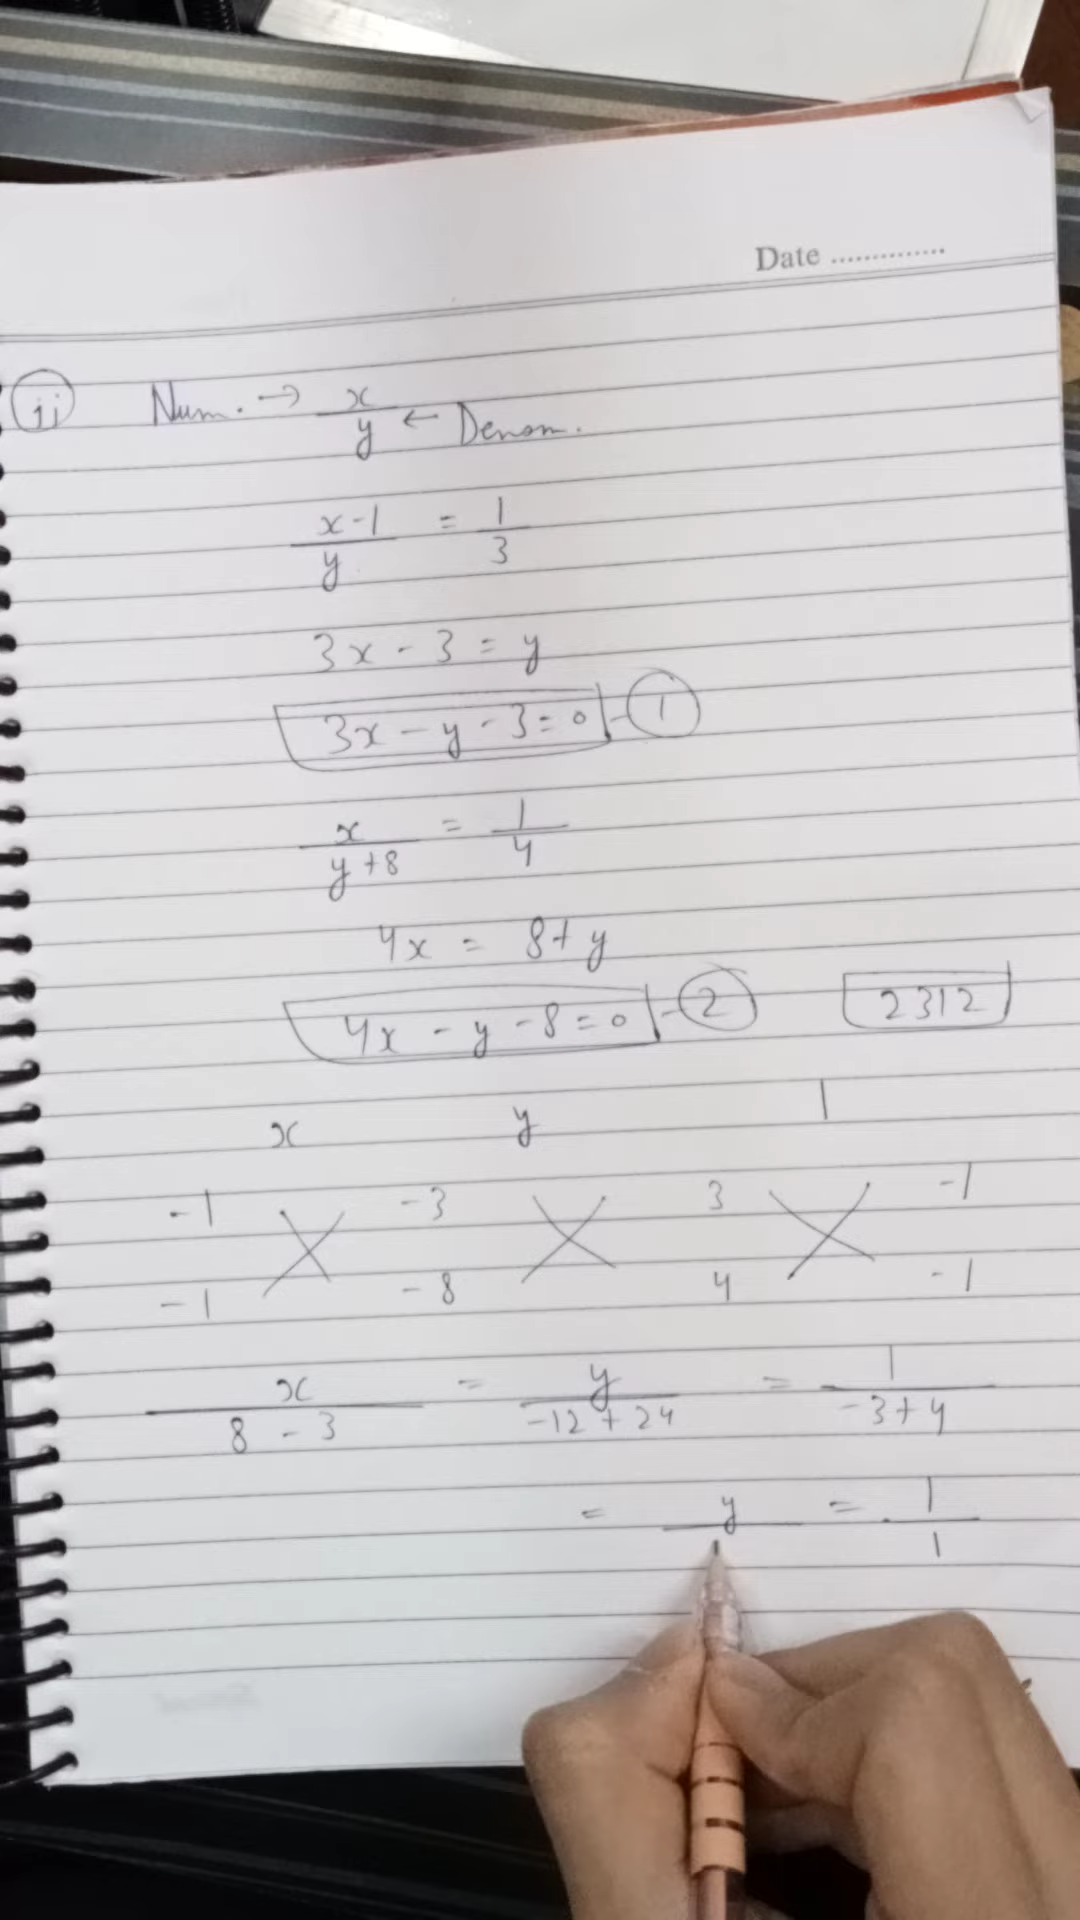 Date ..............
ii Num. → x/y ← Denom.
x-1/y = 1/3
3x - 3 = y
3x - y - 3 = 0 - 1
x/y+8 = 1/4
4x = 8+y
4x - y - 8 = 0 - 2 2312
x y 1
-1 -3 3 -1
-1 -8 4 -1
x/8 - 3 = y/-12 + 24 = 1/-3+4
= y/ = 1/1